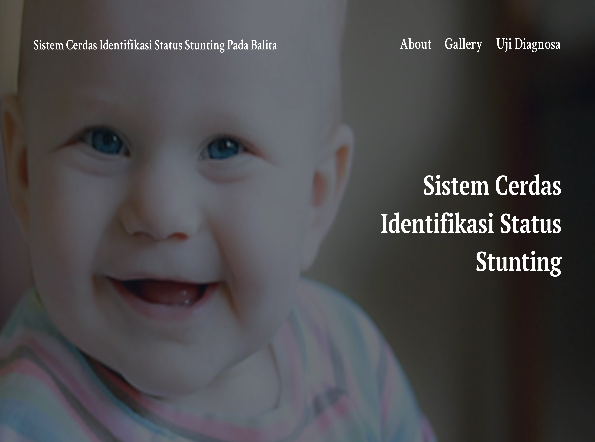 Sistem Cerdas Identifikasi Status Stunting Pada Balita
About Gallery Uji Diagnosa
Sistem Cerdas
Identifikasi Status
Stunting